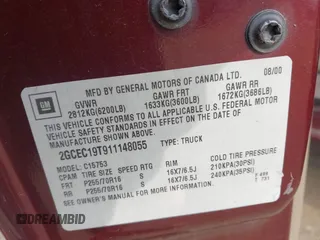 GM
MFD BY GENERAL MOTORS OF CANADA LTD. 08/00
GVWR GAWR FRT GAWR RR
2812KG(6200LB) 1633KG(3600LB) 1672KG(3686LB)
THIS VEHICLE CONFORMS TO ALL APPLICABLE U.S. FEDERAL MOTOR
VEHICLE SAFETY STANDARDS IN EFFECT ON THE DATE OF
MANUFACTURE SHOWN ABOVE.
2GCEC19T911148055 TYPE: TRUCK
MODEL: C15753
TIRE SIZE SPEED RTG RIM COLD TIRE PRESSURE
FRT P255/70R16 S 16X7/6.5J 210KPA(30PSI)
RR P255/70R16 S 16X7/6.5J 240KPA(35PSI)
SEE OWNER'S MANUAL FOR MORE INFORMATION.
DREAMBID